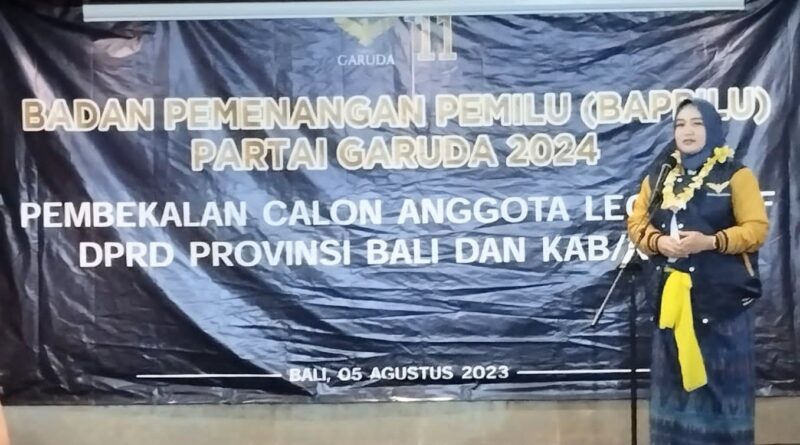 GARUDA 11
BADAN PEMENANGAN PEMILU (BAPPILU)
PARTAI GARUDA 2024
PEMBEKALAN CALON ANGGOTA
DPRD PROVINSI BALI DAN KAB/
BALI, 05 AGUSTUS 2023